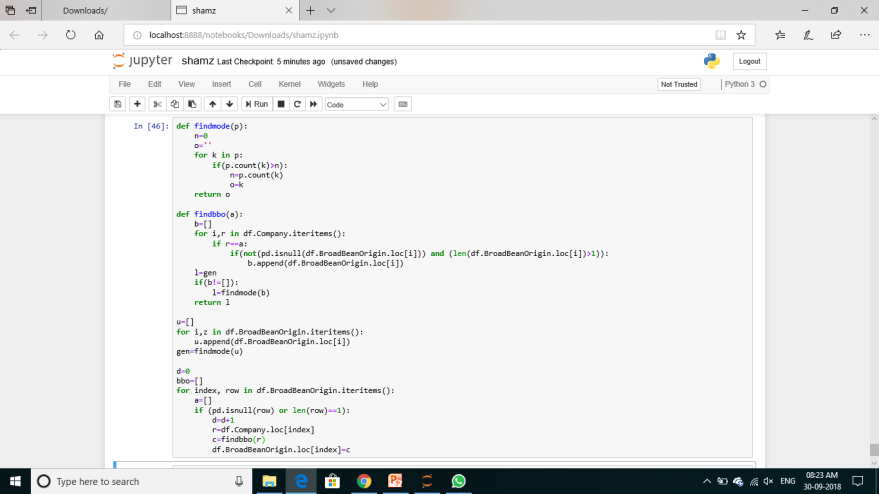 Downloads/
shamz
localhost:8888/notebooks/Downloads/shamz.ipynb
jupyter shamz Last Checkpoint: 5 minutes ago (unsaved changes)
Logout
File Edit View Insert Cell Kernel Widgets Help
Not Trusted
Python 3
Run
Code
In [46]: def findmode(p):
    n=0
    o=''
    for k in p:
        if(p.count(k)>n):
            n=p.count(k)
            o=k
    return o
def findbbo(a):
    b=[]
    for i,r in df.Company.iteritems():
        if r==a:
            if(not(pd.isnull(df.BroadBeanOrigin.loc[i])) and (len(df.BroadBeanOrigin.loc[i])>1)):
                b.append(df.BroadBeanOrigin.loc[i])
    l=gen
    if(b!=[]):
        l=findmode(b)
    return l
u=[]
for i,z in df.BroadBeanOrigin.iteritems():
    u.append(df.BroadBeanOrigin.loc[i])
gen=findmode(u)
d=0
bbo=[]
for index, row in df.BroadBeanOrigin.iteritems():
    a=[]
    if (pd.isnull(row) or len(row)==1):
        d=d+1
        r=df.Company.loc[index]
        c=findbbo(r)
        df.BroadBeanOrigin.loc[index]=c
Type here to search
ENG
08:23 AM
30-09-2018